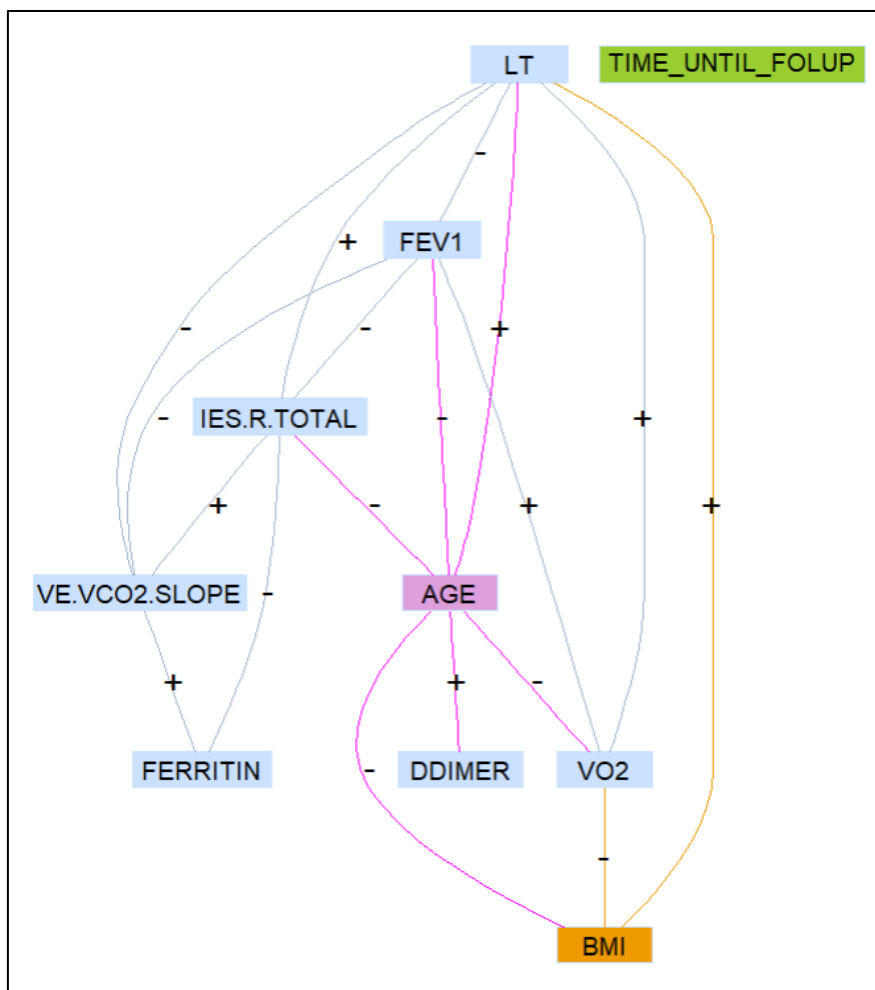 LT
TIME_UNTIL_FOLUP
-
+
FEV1
-
-
+
IES.R.TOTAL
-
-
+
+
-
+
+
VE.VCO2.SLOPE
-
AGE
+
+
-
FERRITIN
-
DDIMER
VO2
-
BMI